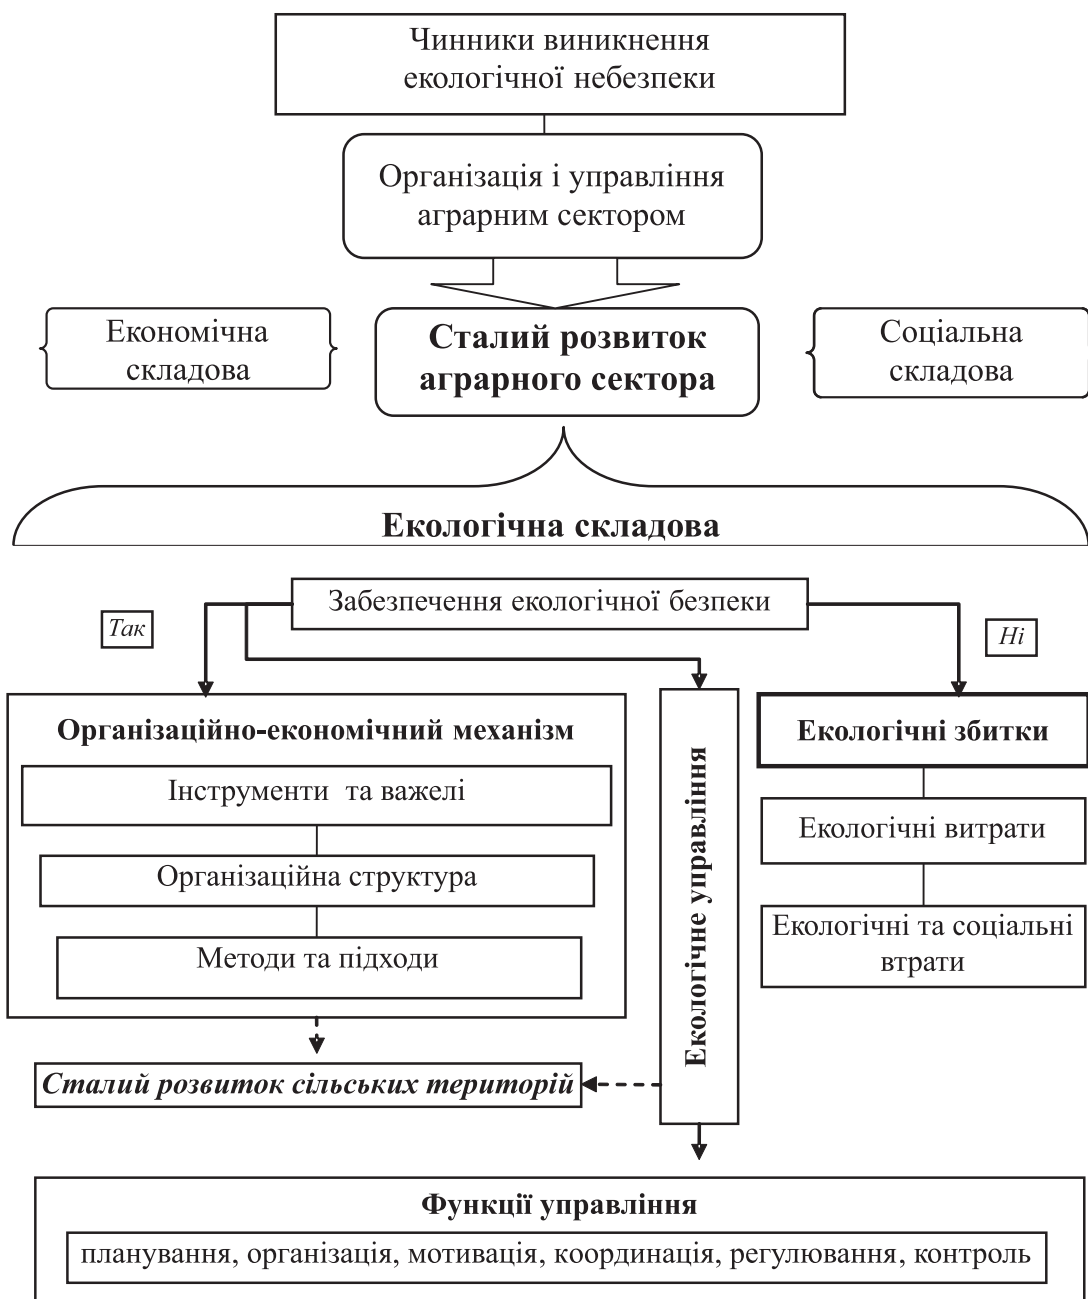 Чинники виникнення
екологічної небезпеки
Організація і управління
аграрним сектором
Економічна
складова
Сталий розвиток
аграрного сектора
Соціальна
складова
Екологічна складова
Забезпечення екологічної безпеки
Так
Ні
Організаційно-економічний механізм
Інструменти та важелі
Організаційна структура
Методи та підходи
Екологічне управління
Екологічні збитки
Екологічні витрати
Екологічні та соціальні
втрати
Сталий розвиток сільських територій
Функції управління
планування, організація, мотивація, координація, регулювання, контроль